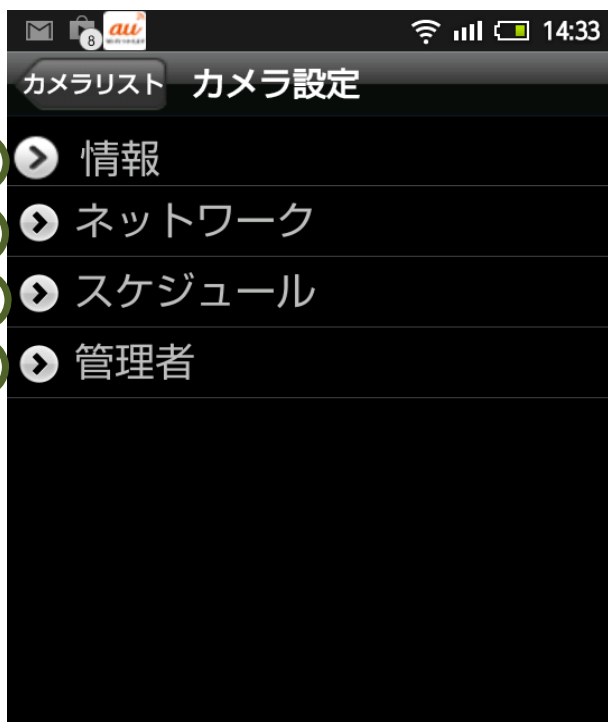 8 au 14:33
カメラリスト カメラ設定
情報
ネットワーク
スケジュール
管理者